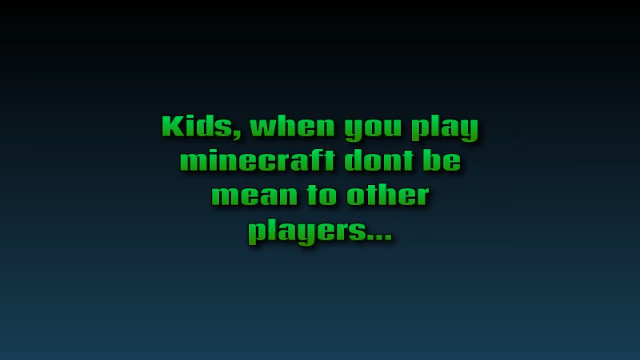 Kids, when you play
minecraft dont be
mean to other
players...